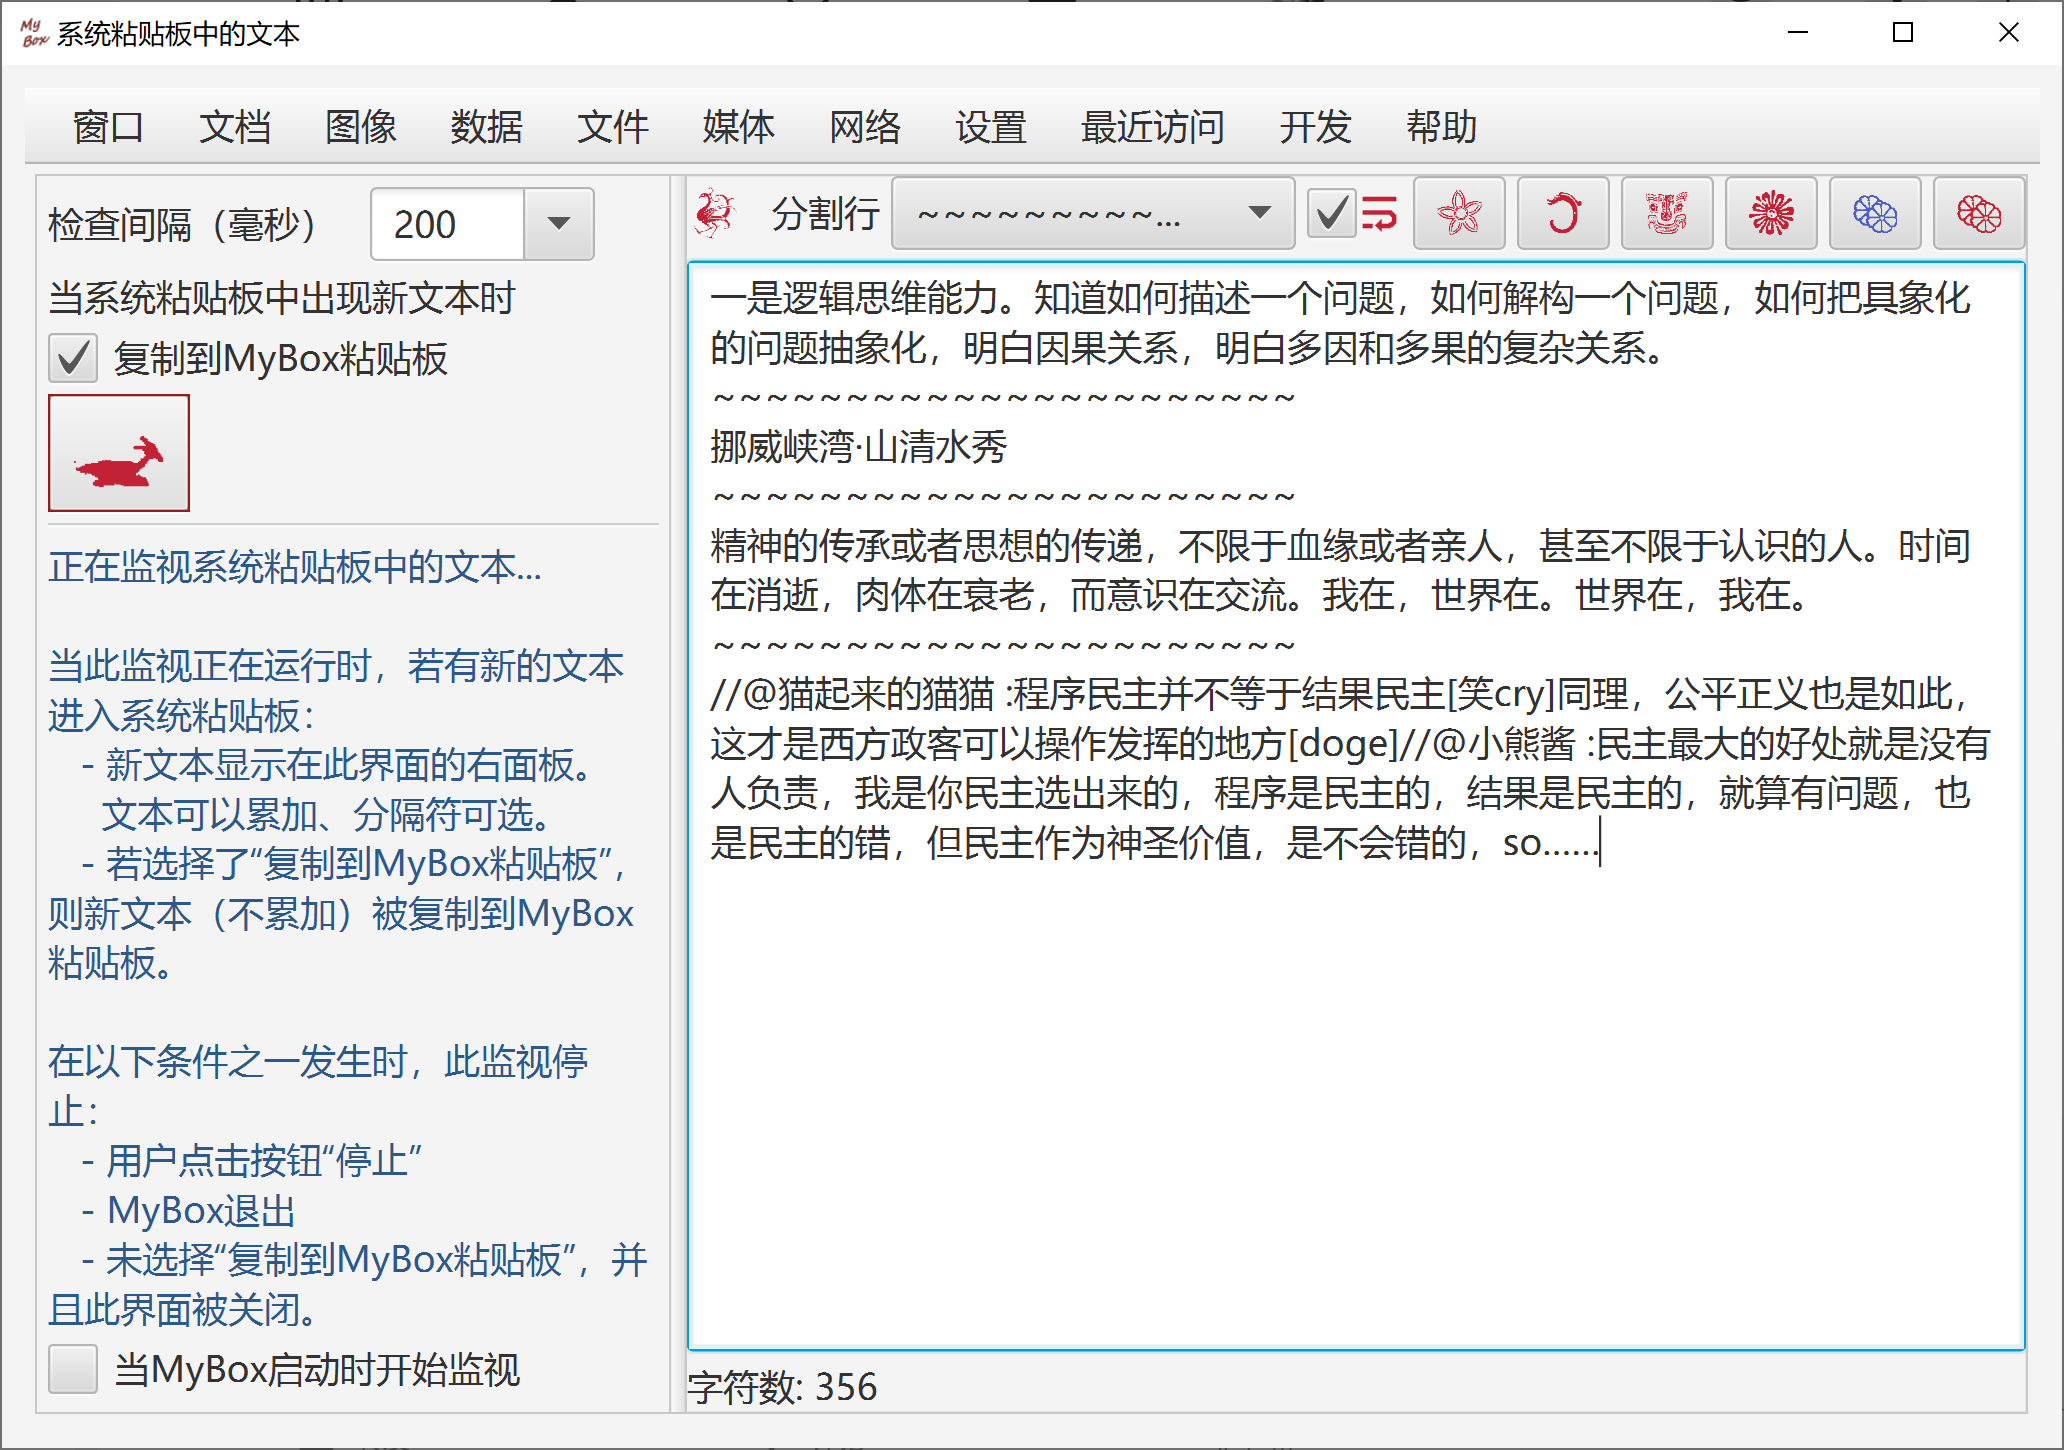 My Box 系统粘贴板中的文本
窗口 文档 图像 数据 文件 媒体 网络 设置 最近访问 开发 帮助
检查间隔（毫秒） 200
当系统粘贴板中出现新文本时
复制到MyBox粘贴板
正在监视系统粘贴板中的文本...
当此监视正在运行时，若有新的文本
进入系统粘贴板：
- 新文本显示在此界面的右面板。
文本可以累加、分隔符可选。
- 若选择了“复制到MyBox粘贴板”，
则新文本（不累加）被复制到MyBox
粘贴板。
在以下条件之一发生时，此监视停
止：
- 用户点击按钮“停止”
- MyBox退出
- 未选择“复制到MyBox粘贴板”，并
且此界面被关闭。
当MyBox启动时开始监视
分割行 ~~~~~~~~~...
一是逻辑思维能力。知道如何描述一个问题，如何解构一个问题，如何把具象化
的问题抽象化，明白因果关系，明白多因和多果的复杂关系。
~~~~~~~~~~~~~~~~~~~~~~
挪威峡湾·山清水秀
~~~~~~~~~~~~~~~~~~~~~~
精神的传承或者思想的传递，不限于血缘或者亲人，甚至不限于认识的人。时间
在消逝，肉体在衰老，而意识在交流。我在，世界在。世界在，我在。
~~~~~~~~~~~~~~~~~~~~~~
//@猫起来的猫猫 :程序民主并不等于结果民主[笑cry]同理，公平正义也是如此，
这才是西方政客可以操作发挥的地方[doge]//@小熊酱 :民主最大的好处就是没有
人负责，我是你民主选出来的，程序是民主的，结果是民主的，就算有问题，也
是民主的错，但民主作为神圣价值，是不会错的，so......
字符数: 356